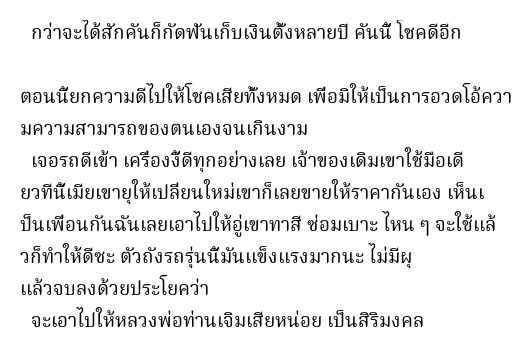 กว่าจะได้สักคันก็กัดฟันเก็บเงินตั้งหลายปี คันนี้ โชคดีอีก
ตอนนี้ยกความดีไปให้โชคเสียทั้งหมด เพื่อมิให้เป็นการอวดโอ้ควา
มความสามารถของตนเองจนเกินงาม
เจอรถดีเข้า เครื่องงี้ดีทุกอย่างเลย เจ้าของเดิมเขาใช้มือเดี
ยวทีนี้เมียเขายุให้เปลี่ยนใหม่เขาก็เลยขายให้ราคากันเอง เห็นเ
ป็นเพื่อนกันฉันเลยเอาไปให้อู่เขาทาสี ซ่อมเบาะ ไหน ๆ จะใช้แล้
วก็ทำให้ดีซะ ตัวถังรถรุ่นนี้มันแข็งแรงมากนะ ไม่มีผุ
แล้วจบลงด้วยประโยคว่า
จะเอาไปให้หลวงพ่อท่านเจิมเสียหน่อย เป็นสิริมงคล